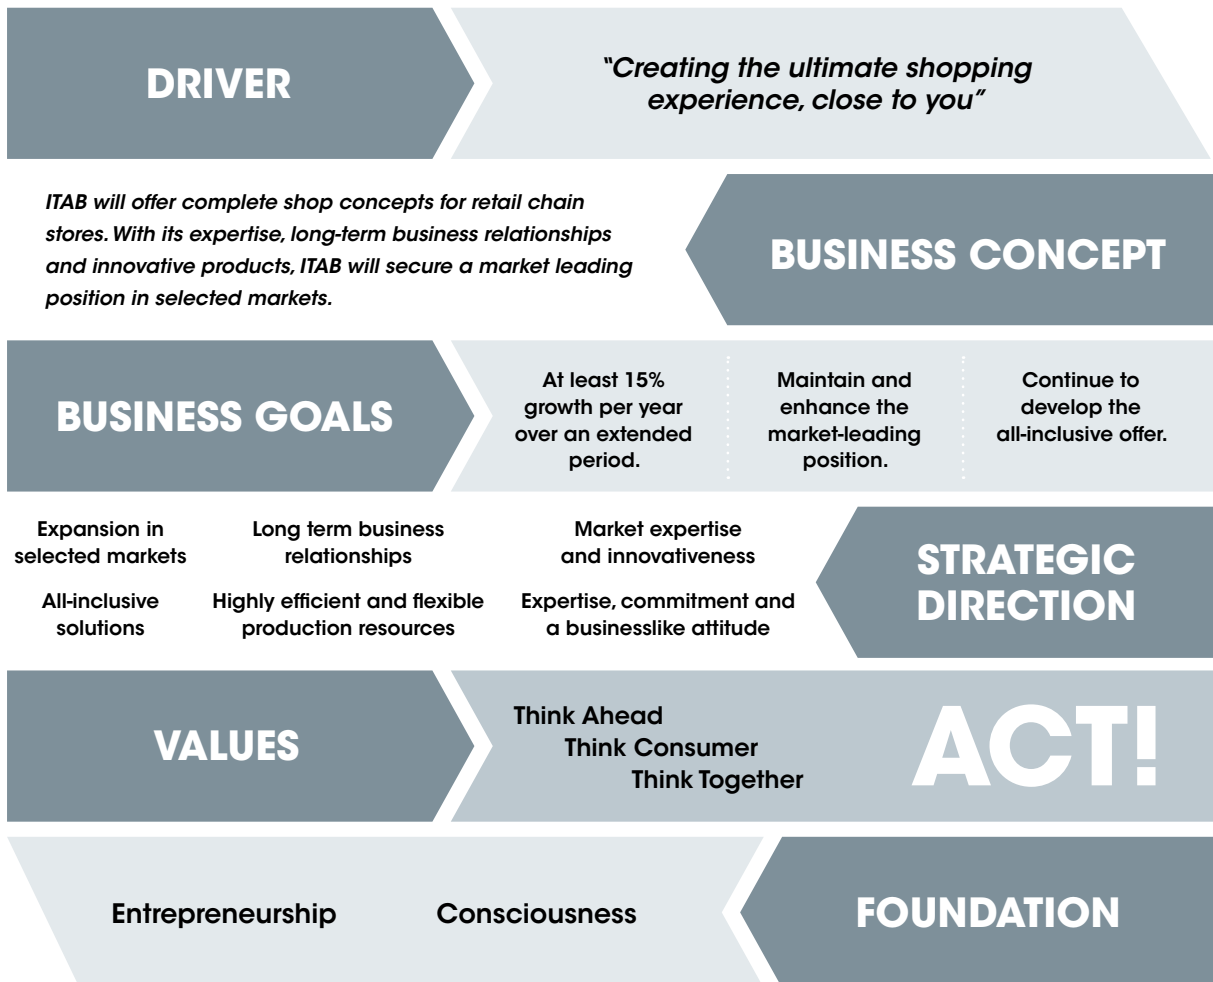 DRIVER
“Creating the ultimate shopping
experience, close to you”
ITAB will offer complete shop concepts for retail chain
stores. With its expertise, long-term business relationships
and innovative products, ITAB will secure a market leading
position in selected markets.
BUSINESS CONCEPT
BUSINESS GOALS
At least 15%
growth per year
over an extended
period.
Maintain and
enhance the
market-leading
position.
Continue to
develop the
all-inclusive offer.
Expansion in
selected markets
Long term business
relationships
Market expertise
and innovativeness
All-inclusive
solutions
Highly efficient and flexible
production resources
Expertise, commitment and
a businesslike attitude
STRATEGIC
DIRECTION
VALUES
Think Ahead
Think Consumer
Think Together
ACT!
Entrepreneurship
Consciousness
FOUNDATION